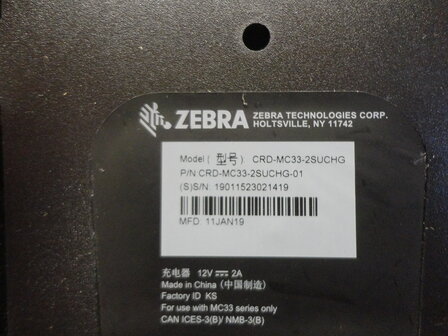 ZEBRA
ZEBRA TECHNOLOGIES CORP.
HOLTSVILLE, NY 11742
Model (型号): CRD-MC33-2SUCHG
P/N:CRD-MC33-2SUCHG-01
(S)S/N: 19011523021419
MFD: 11JAN19
充电器 12V ⎓ 2A
Made in China (中国制造)
Factory ID KS
For use with MC33 series only
CAN ICES-3(B)/ NMB-3(B)